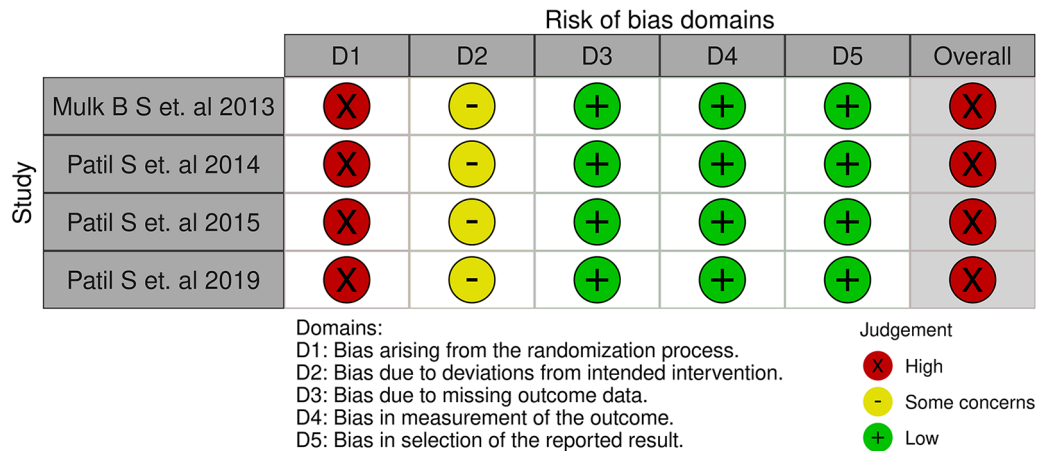 Risk of bias domains
D1 D2 D3 D4 D5 Overall
Study
Mulk B S et. al 2013 X - + + + X
Patil S et. al 2014 X - + + + X
Patil S et. al 2015 X - + + + X
Patil S et. al 2019 X - + + + X
Domains:
D1: Bias arising from the randomization process.
D2: Bias due to deviations from intended intervention.
D3: Bias due to missing outcome data.
D4: Bias in measurement of the outcome.
D5: Bias in selection of the reported result.
Judgement
X High
- Some concerns
+ Low